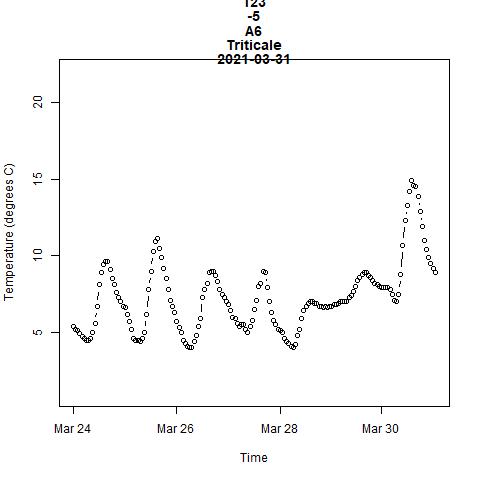 123
-5
A6
Triticale
2021-03-31
Temperature (degrees C)
20
15
10
5
Mar 24
Mar 26
Mar 28
Mar 30
Time